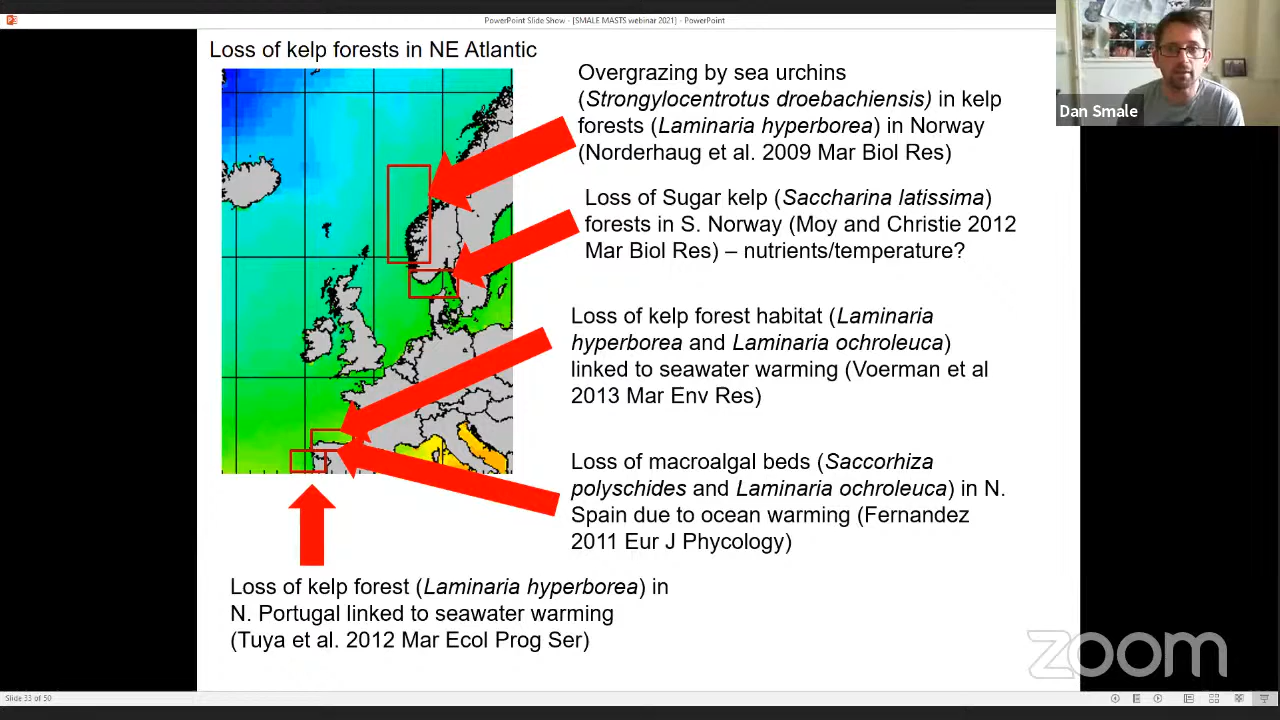 PowerPoint Slide Show - [SMALE MASTS webinar 2021] - PowerPoint
Loss of kelp forests in NE Atlantic
Overgrazing by sea urchins
(Strongylocentrotus droebachiensis) in kelp
forests (Laminaria hyperborea) in Norway
(Norderhaug et al. 2009 Mar Biol Res)
Dan Smale
Loss of Sugar kelp (Saccharina latissima)
forests in S. Norway (Moy and Christie 2012
Mar Biol Res) – nutrients/temperature?
Loss of kelp forest habitat (Laminaria
hyperborea and Laminaria ochroleuca)
linked to seawater warming (Voerman et al
2013 Mar Env Res)
Loss of macroalgal beds (Saccorhiza
polyschides and Laminaria ochroleuca) in N.
Spain due to ocean warming (Fernandez
2011 Eur J Phycology)
Loss of kelp forest (Laminaria hyperborea) in
N. Portugal linked to seawater warming
(Tuya et al. 2012 Mar Ecol Prog Ser)
zoom
Slide 33 of 50